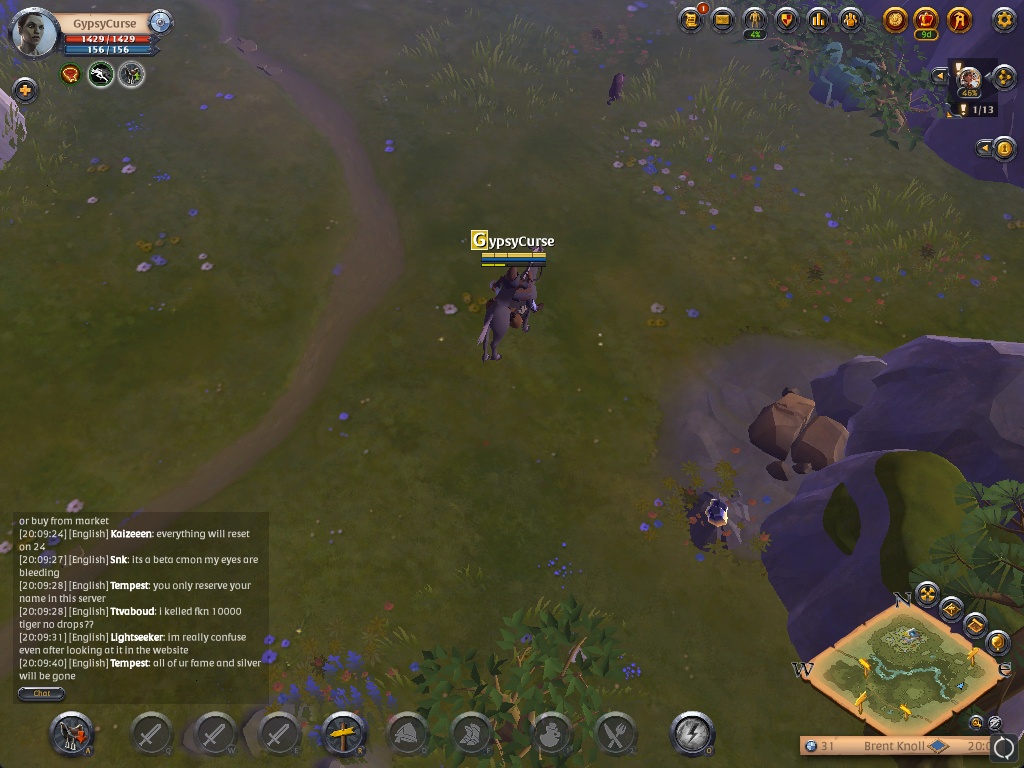 GypsyCurse
1429 / 1429
156 / 156
1
4%
9d
46%
1/13
1
GypsyCurse
or buy from market
[20:09:24] [English] Kaizeeen: everything will reset
on 24
[20:09:27] [English] Snk: its a beta cmon my eyes are
bleeding
[20:09:28] [English] Tempest: you only reserve your
name in this server
[20:09:28] [English] Ttvaboud: i kelled fkn 10000
tiger no drops??
[20:09:31] [English] Lightseeker: im really confuse
even after looking at it in the website
[20:09:40] [English] Tempest: all of ur fame and silver
will be gone
Chat
N
W
E
A
Q
W
E
R
D
F
31 Brent Knoll